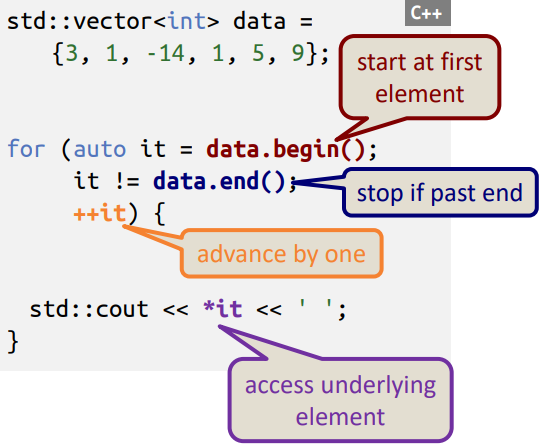 C++
std::vector<int> data =
{3, 1, -14, 1, 5, 9};
start at first
element
for (auto it = data.begin();
it != data.end();
stop if past end
++it) {
advance by one
std::cout << *it << ' ';
}
access underlying
element